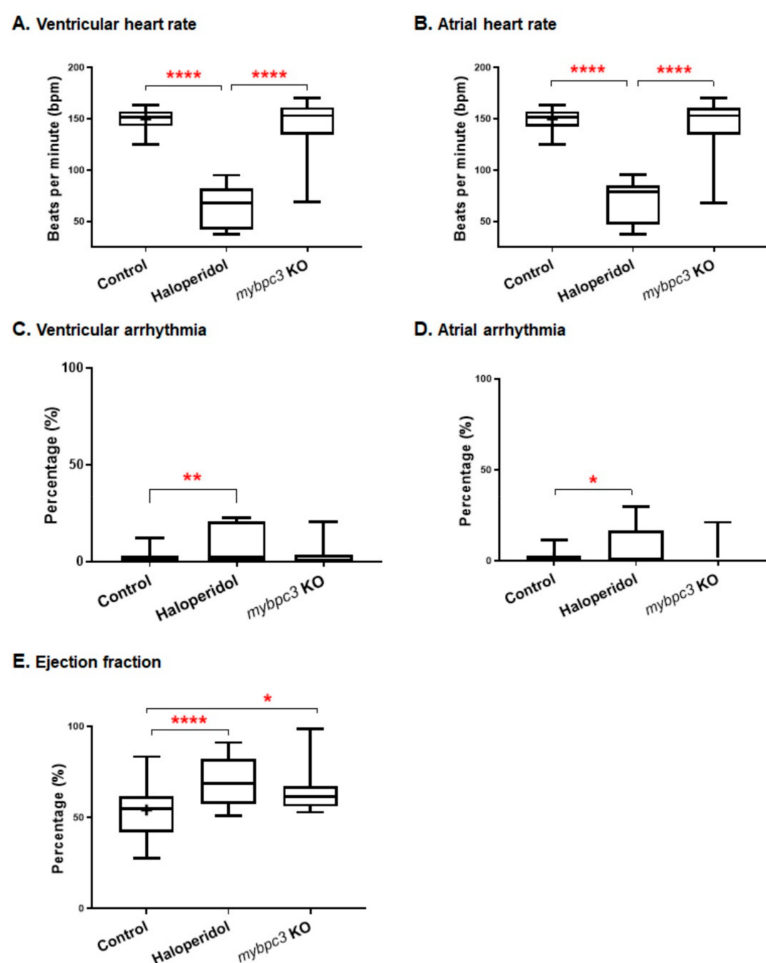 A. Ventricular heart rate
Beats per minute (bpm)
200
150
100
50
****
****
Control
Haloperidol
mybpc3 KO
B. Atrial heart rate
Beats per minute (bpm)
200
150
100
50
****
****
Control
Haloperidol
mybpc3 KO
C. Ventricular arrhythmia
Percentage (%)
100
50
0
**
Control
Haloperidol
mybpc3 KO
D. Atrial arrhythmia
Percentage (%)
100
50
0
*
Control
Haloperidol
mybpc3 KO
E. Ejection fraction
Percentage (%)
100
50
0
*
****
Control
Haloperidol
mybpc3 KO